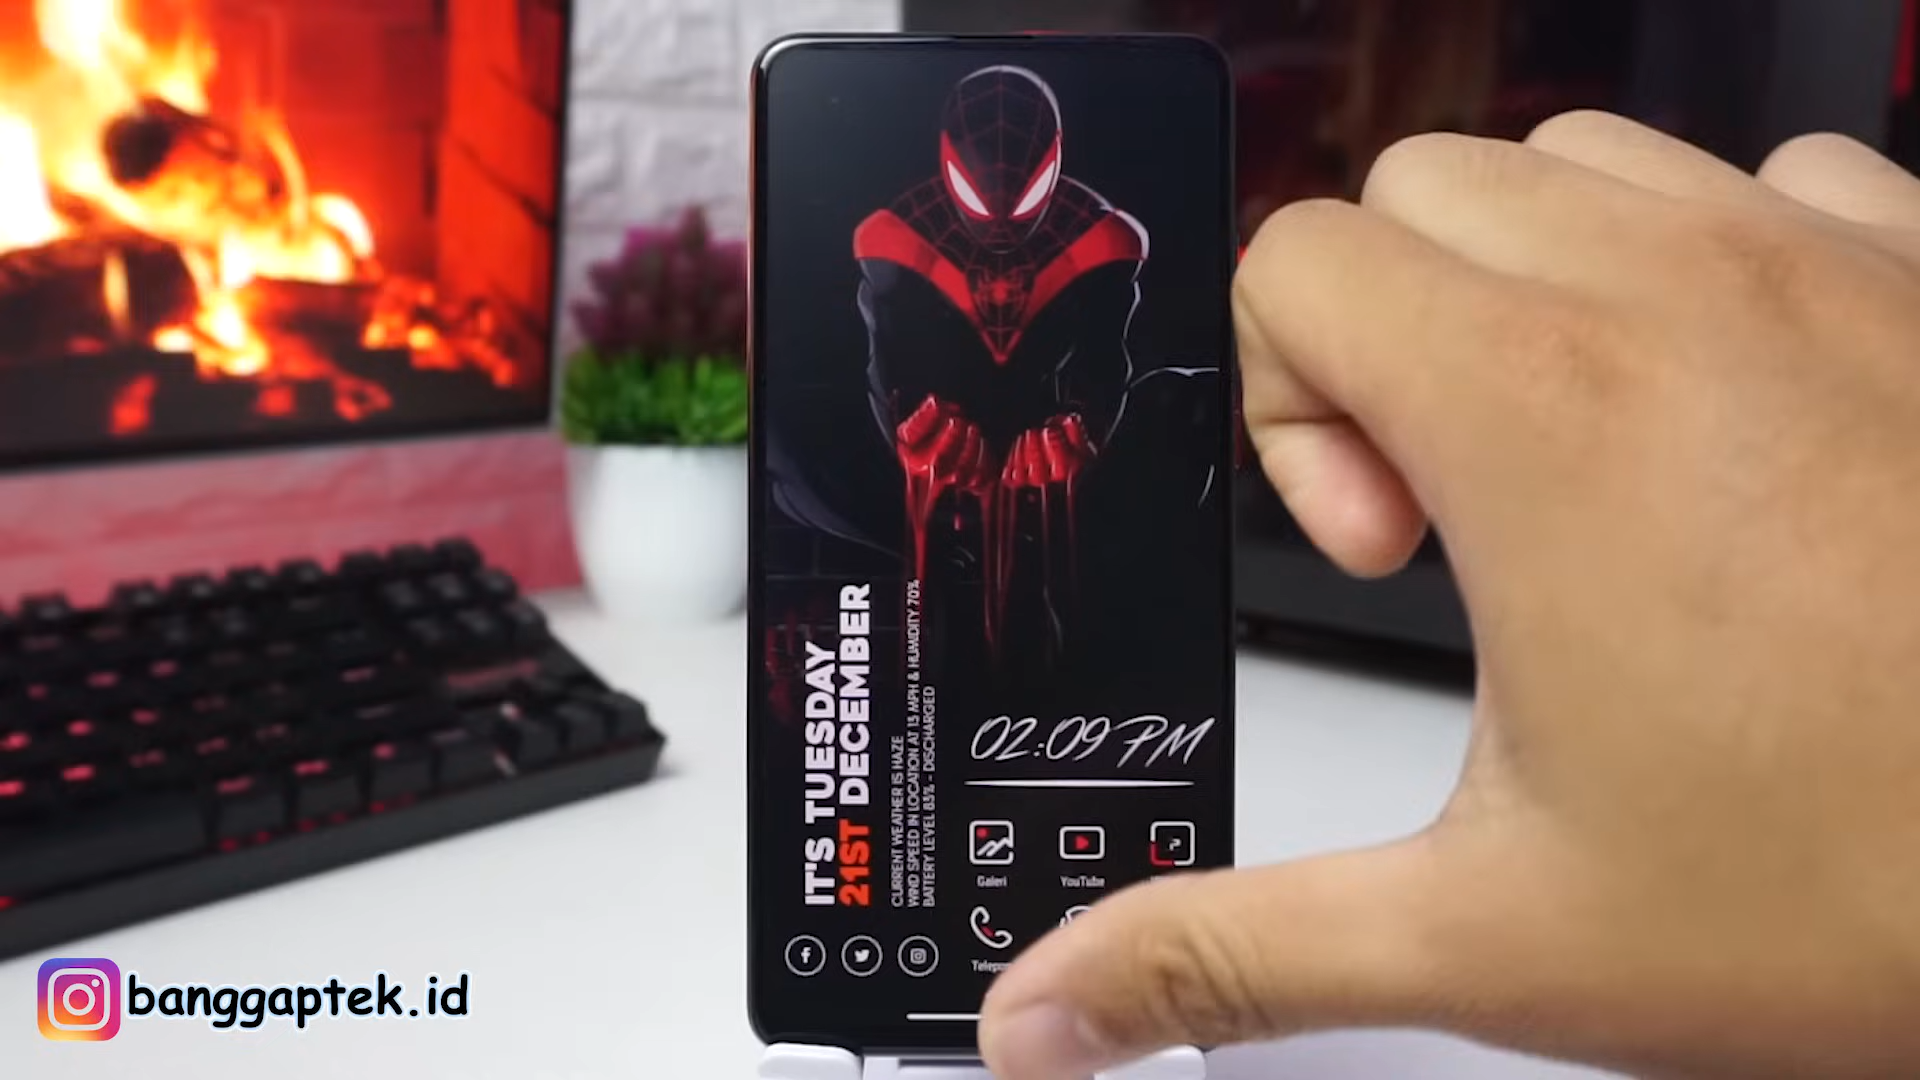 IT'S TUESDAY
21ST DECEMBER
CURRENT WEATHER IS HAZE
WIND SPEED IN LOCATION AT 13 MPH & HUMIDITY 70%
BATTERY LEVEL 83% - DISCHARGED
02:09 PM
Galeri
YouTube
banggaptek.id